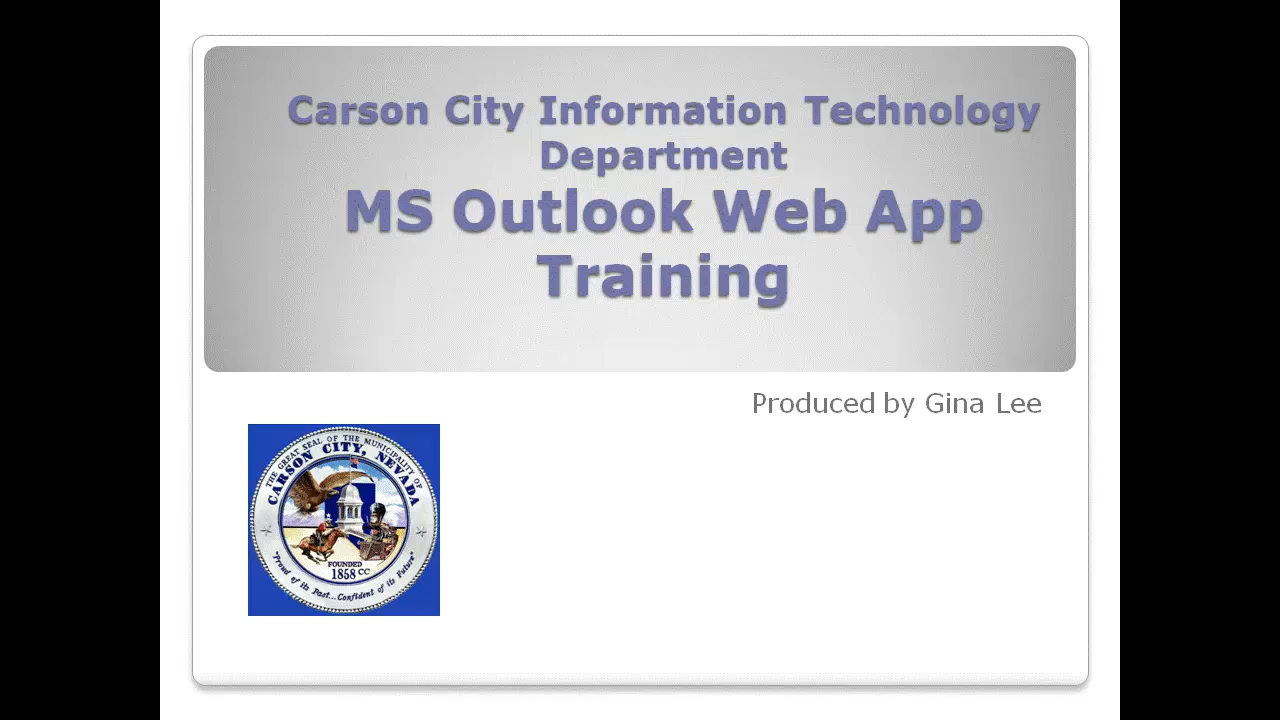 Carson City Information Technology
Department
MS Outlook Web App
Training
Produced by Gina Lee
THE GREAT SEAL OF THE MUNICIPALITY OF
CARSON CITY, NEVADA
FOUNDED
1858 CC
"Proud of its Past...Confident of its Future"